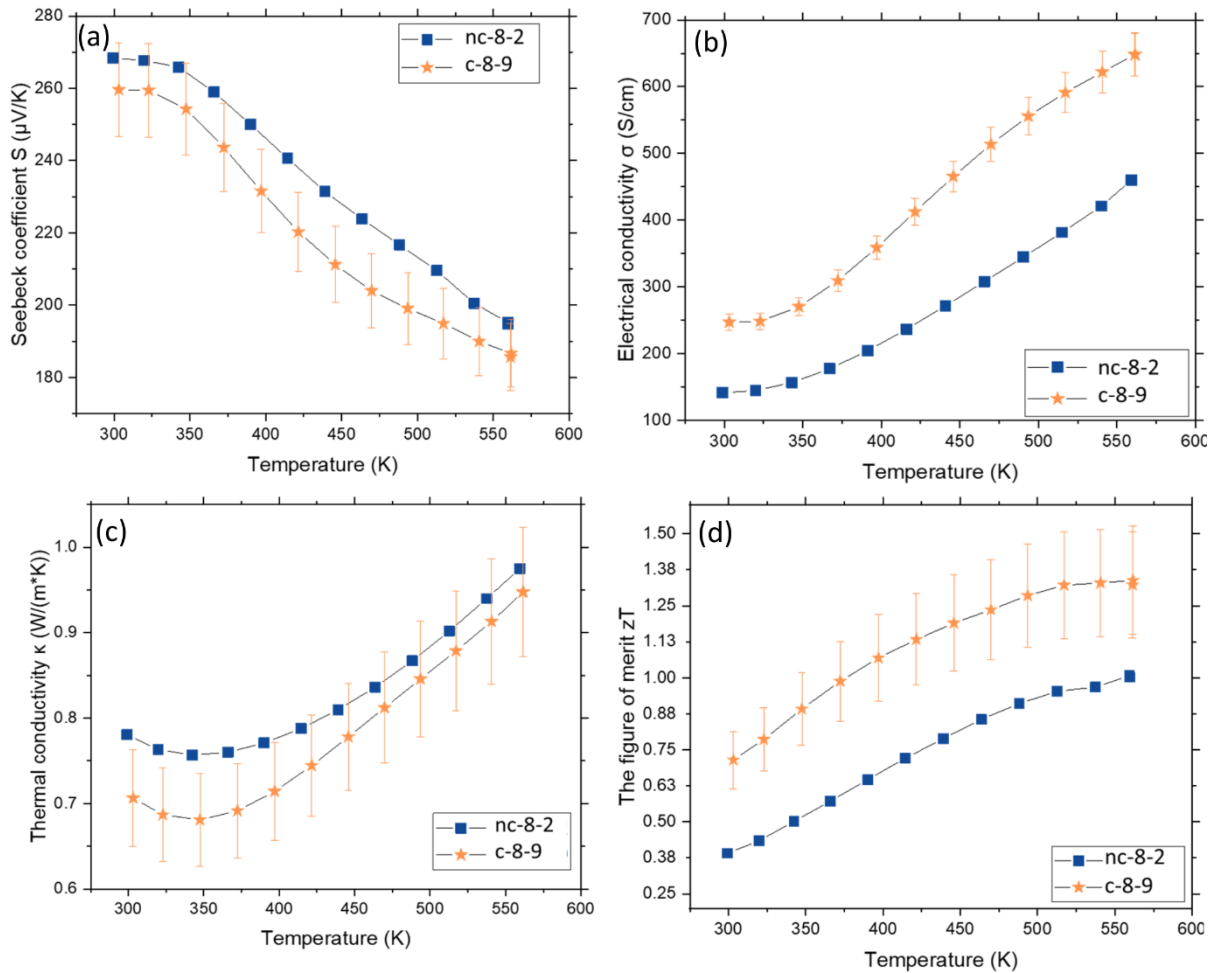 (a)
nc-8-2
c-8-9
Seebeck coefficient S (µV/K)
280
260
240
220
200
180
300
350
400
450
500
550
600
Temperature (K)
(b)
nc-8-2
c-8-9
Electrical conductivity σ (S/cm)
700
600
500
400
300
200
100
300
350
400
450
500
550
600
Temperature (K)
(c)
nc-8-2
c-8-9
Thermal conductivity κ (W/(m*K))
1.0
0.9
0.8
0.7
0.6
300
350
400
450
500
550
600
Temperature (K)
(d)
nc-8-2
c-8-9
The figure of merit zT
1.50
1.38
1.25
1.13
1.00
0.88
0.75
0.63
0.50
0.38
0.25
300
350
400
450
500
550
600
Temperature (K)